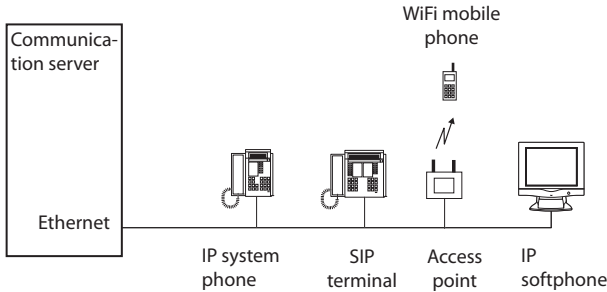 WiFi mobile
phone
Communica-
tion server
Ethernet
IP system
phone
SIP
terminal
Access
point
IP
softphone